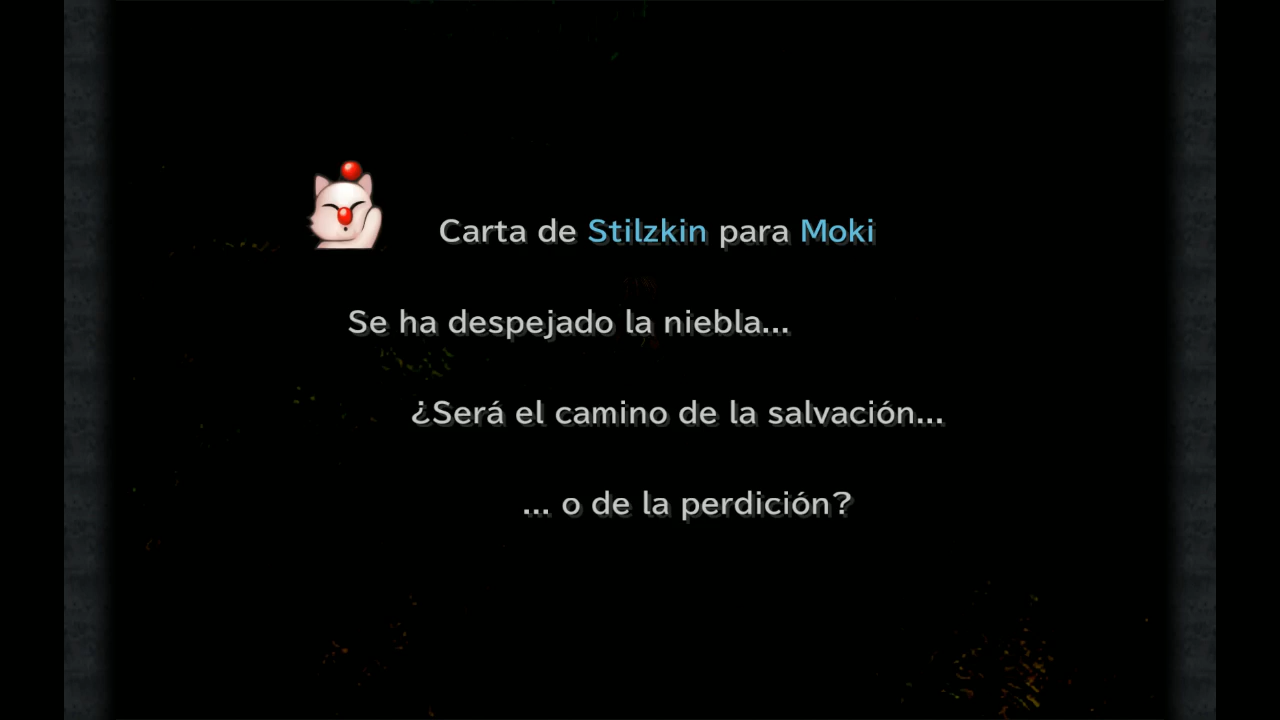 Carta de Stilzkin para Moki
Se ha despejado la niebla...
¿Será el camino de la salvación...
... o de la perdición?